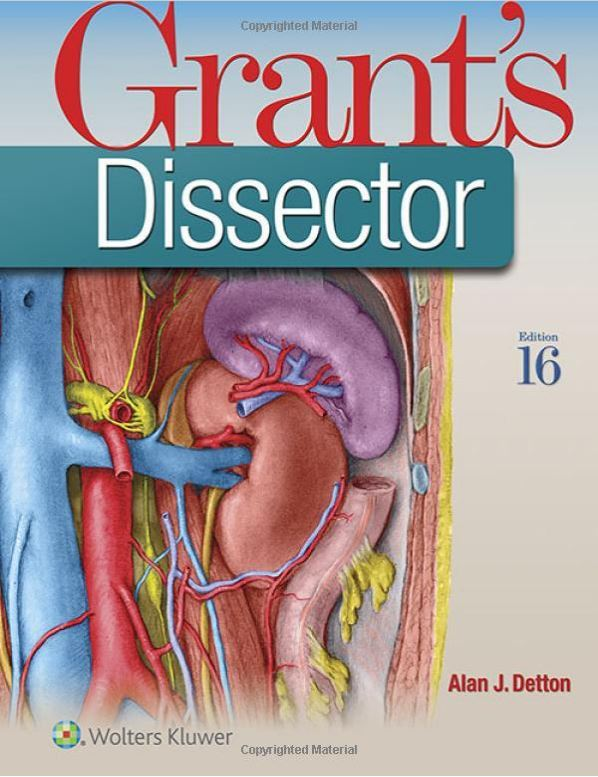 Copyrighted Material
Grant's
Dissector
Edition
16
Alan J. Detton
Wolters Kluwer
Copyrighted Material